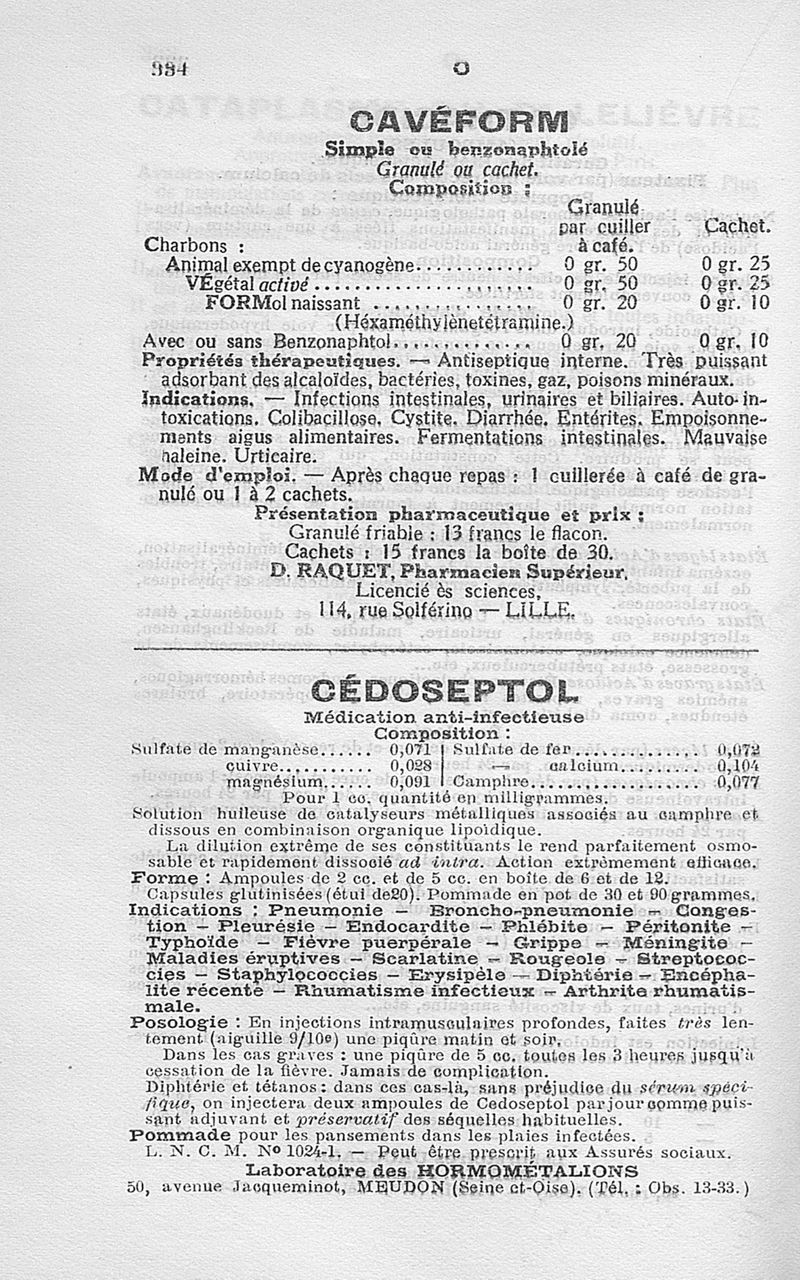 984
C
CAVÉFORM
Simple ou benzonaphtolé
Granulé ou cachet.
Composition :
Granulé
par cuiller Cachet.
Charbons : à café.
Animal exempt de cyanogène............ 0 gr. 50 0 gr. 25
VÉgétal activé ........................ 0 gr. 50 0 gr. 25
FORMol naissant .................. 0 gr. 20 0 gr. 10
(Héxaméthylènetétramine.)
Avec ou sans Benzonaphtol.............. 0 gr. 20 0 gr. 10
Propriétés thérapeutiques. — Antiseptique interne. Très puissant
adsorbant des alcaloïdes, bactéries, toxines, gaz, poisons minéraux.
Indications. — Infections intestinales, urinaires et biliaires. Auto-in-
toxications. Colibacillose. Cystite. Diarrhée. Entérites. Empoisonne-
ments aigus alimentaires. Fermentations intestinales. Mauvaise
haleine. Urticaire.
Mode d'emploi. — Après chaque repas : 1 cuillerée à café de gra-
nulé ou 1 à 2 cachets.
Présentation pharmaceutique et prix :
Granulé friable : 13 francs le flacon.
Cachets : 15 francs la boîte de 30.
D. RAQUET, Pharmacien Supérieur,
Licencié ès sciences,
114, rue Solférino — LILLE.
CÉDOSEPTOL
Médication anti-infectieuse
Composition :
Sulfate de manganèse...... 0,071 | Sulfate de fer............... 0,072
cuivre............ 0,028 | — calcium......... 0,104
magnésium...... 0,091 | Camphre..................... 0,077
Pour 1 cc. quantité en milligrammes.
Solution huileuse de catalyseurs métalliques associés au camphre et
dissous en combinaison organique lipoïdique.
La dilution extrême de ses constituants le rend parfaitement osmo-
sable et rapidement dissocié ad intra. Action extrêmement efficace.
Forme : Ampoules de 2 cc. et de 5 cc. en boîte de 6 et de 12.
Capsules glutinisées (étui de20). Pommade en pot de 30 et 90 grammes.
Indications : Pneumonie — Broncho-pneumonie — Conges-
tion — Pleurésie — Endocardite — Phlébite — Péritonite —
Typhoïde — Fièvre puerpérale — Grippe — Méningite —
Maladies éruptives — Scarlatine — Rougeole — Streptococ-
cies — Staphylococcies — Erysipèle — Diphtérie — Encépha-
lite récente — Rhumatisme infectieux — Arthrite rhumatis-
male.
Posologie : En injections intramusculaires profondes, faites très len-
tement (aiguille 9/10e) une piqûre matin et soir.
Dans les cas graves : une piqûre de 5 cc. toutes les 3 heures jusqu'à
cessation de la fièvre. Jamais de complication.
Diphtérie et tétanos : dans ces cas-là, sans préjudice du sérum spéci-
fique, on injectera deux ampoules de Cedoseptol par jour comme puis-
sant adjuvant et préservatif des séquelles habituelles.
Pommade pour les pansements dans les plaies infectées.
L. N. C. M. No 1024-1. — Peut être prescrit aux Assurés sociaux.
Laboratoire des HORMOMÉTALIONS
50, avenue Jacqueminot, MEUDON (Seine et-Oise). (Tél. : Obs. 13-33.)